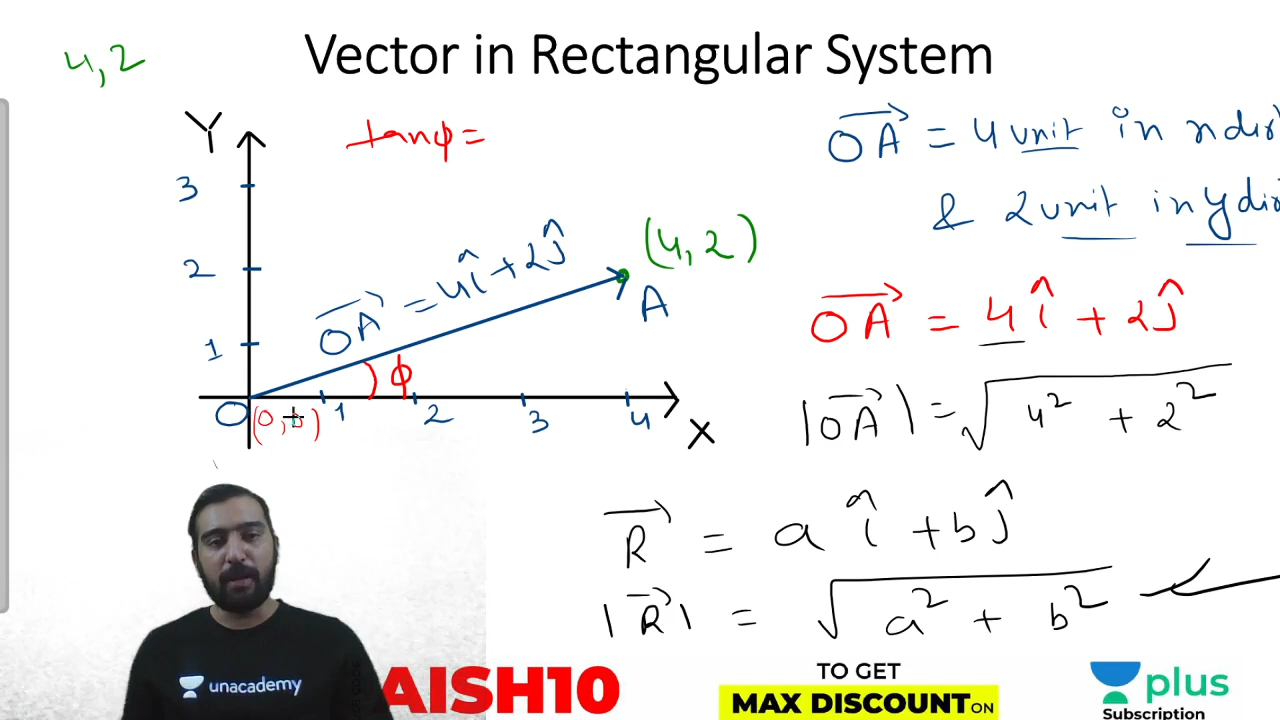 Vector in Rectangular System
4,2
Y
tanφ=
OA = 4 unit in x dir
& 2 unit in y dir
3
2
1
OA = 4î + 2ĵ
(4,2)
A
φ
O
(0,0)
1
2
3
4
X
OA = 4î + 2ĵ
|OA| = √4² + 2²
R = a î + b ĵ
|R| = √a² + b²
unacademy
AISH10
TO GET
MAX DISCOUNT ON
plus
Subscription